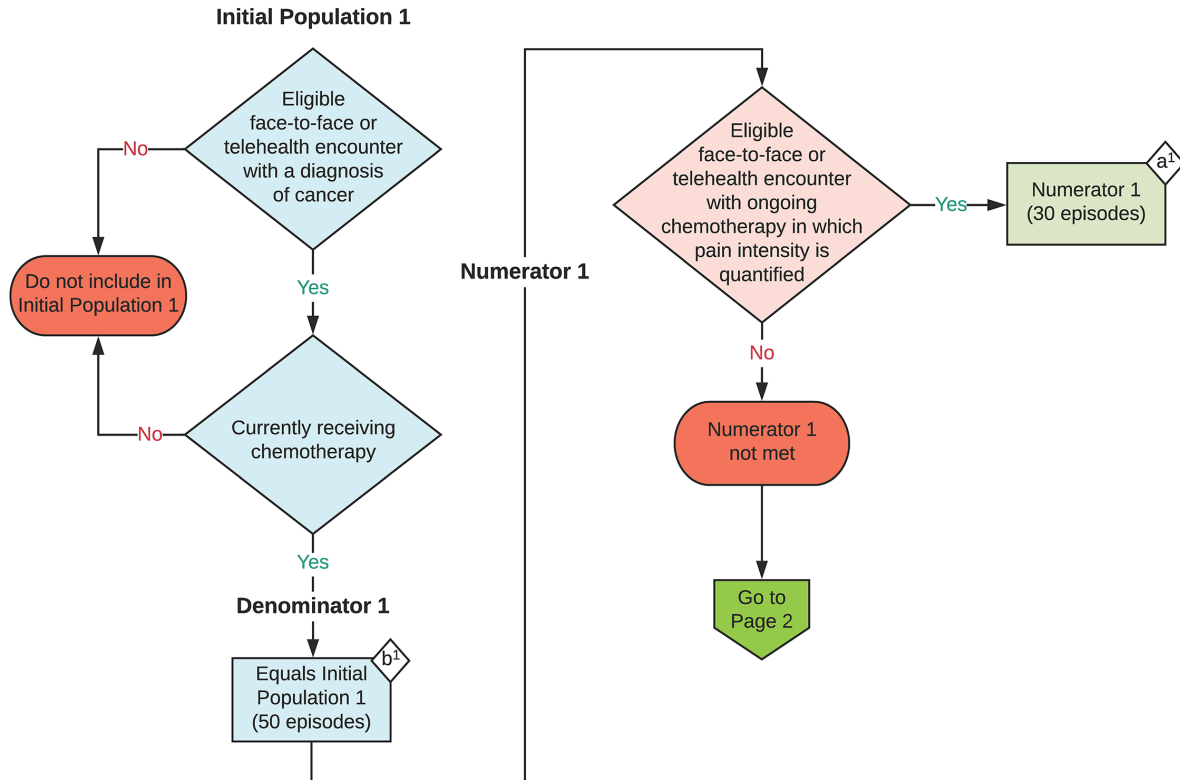 Initial Population 1
Eligible
face-to-face or
telehealth encounter
with a diagnosis
of cancer
No
Do not include in
Initial Population 1
Yes
Currently receiving
chemotherapy
No
Yes
Denominator 1
b¹
Equals Initial
Population 1
(50 episodes)
Numerator 1
Eligible
face-to-face or
telehealth encounter
with ongoing
chemotherapy in which
pain intensity is
quantified
Yes
a¹
Numerator 1
(30 episodes)
No
Numerator 1
not met
Go to
Page 2